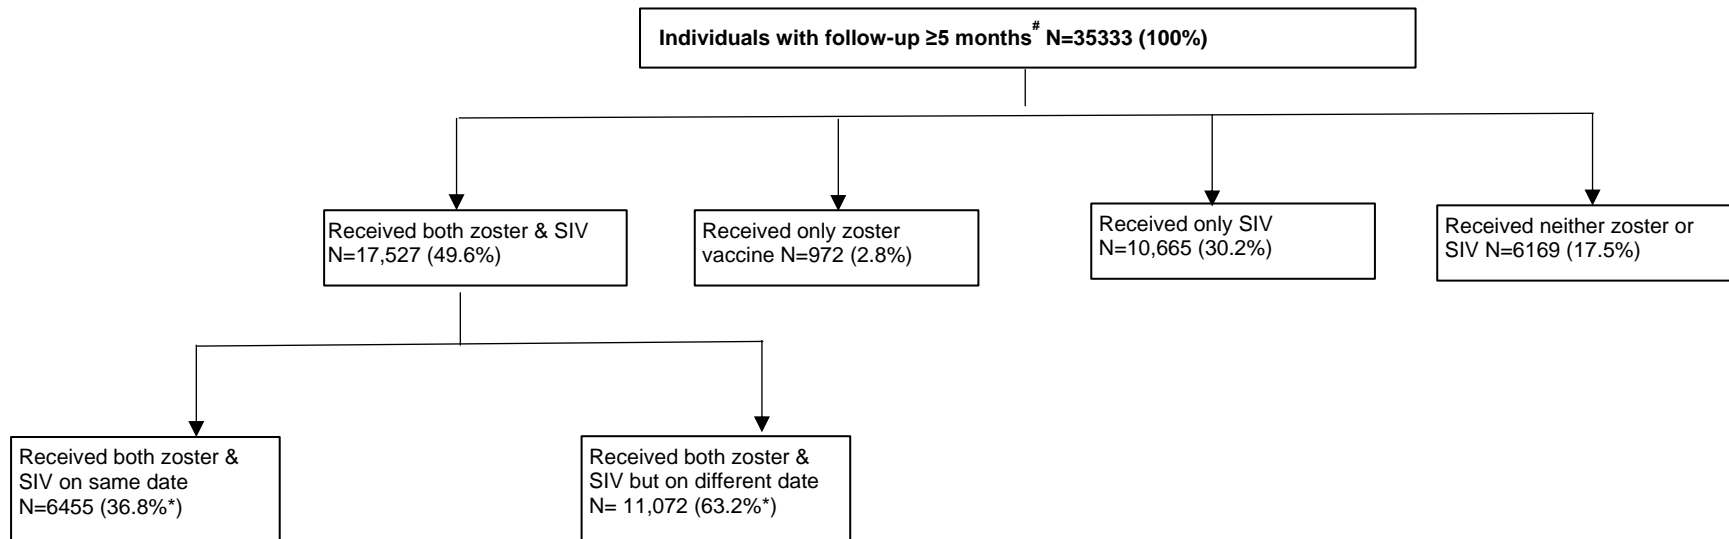 Individuals with follow-up ≥5 months# N=35333 (100%)
Received both zoster & SIV
N=17,527 (49.6%)
Received only zoster
vaccine N=972 (2.8%)
Received only SIV
N=10,665 (30.2%)
Received neither zoster or
SIV N=6169 (17.5%)
Received both zoster &
SIV on same date
N=6455 (36.8%*)
Received both zoster &
SIV but on different date
N= 11,072 (63.2%*)